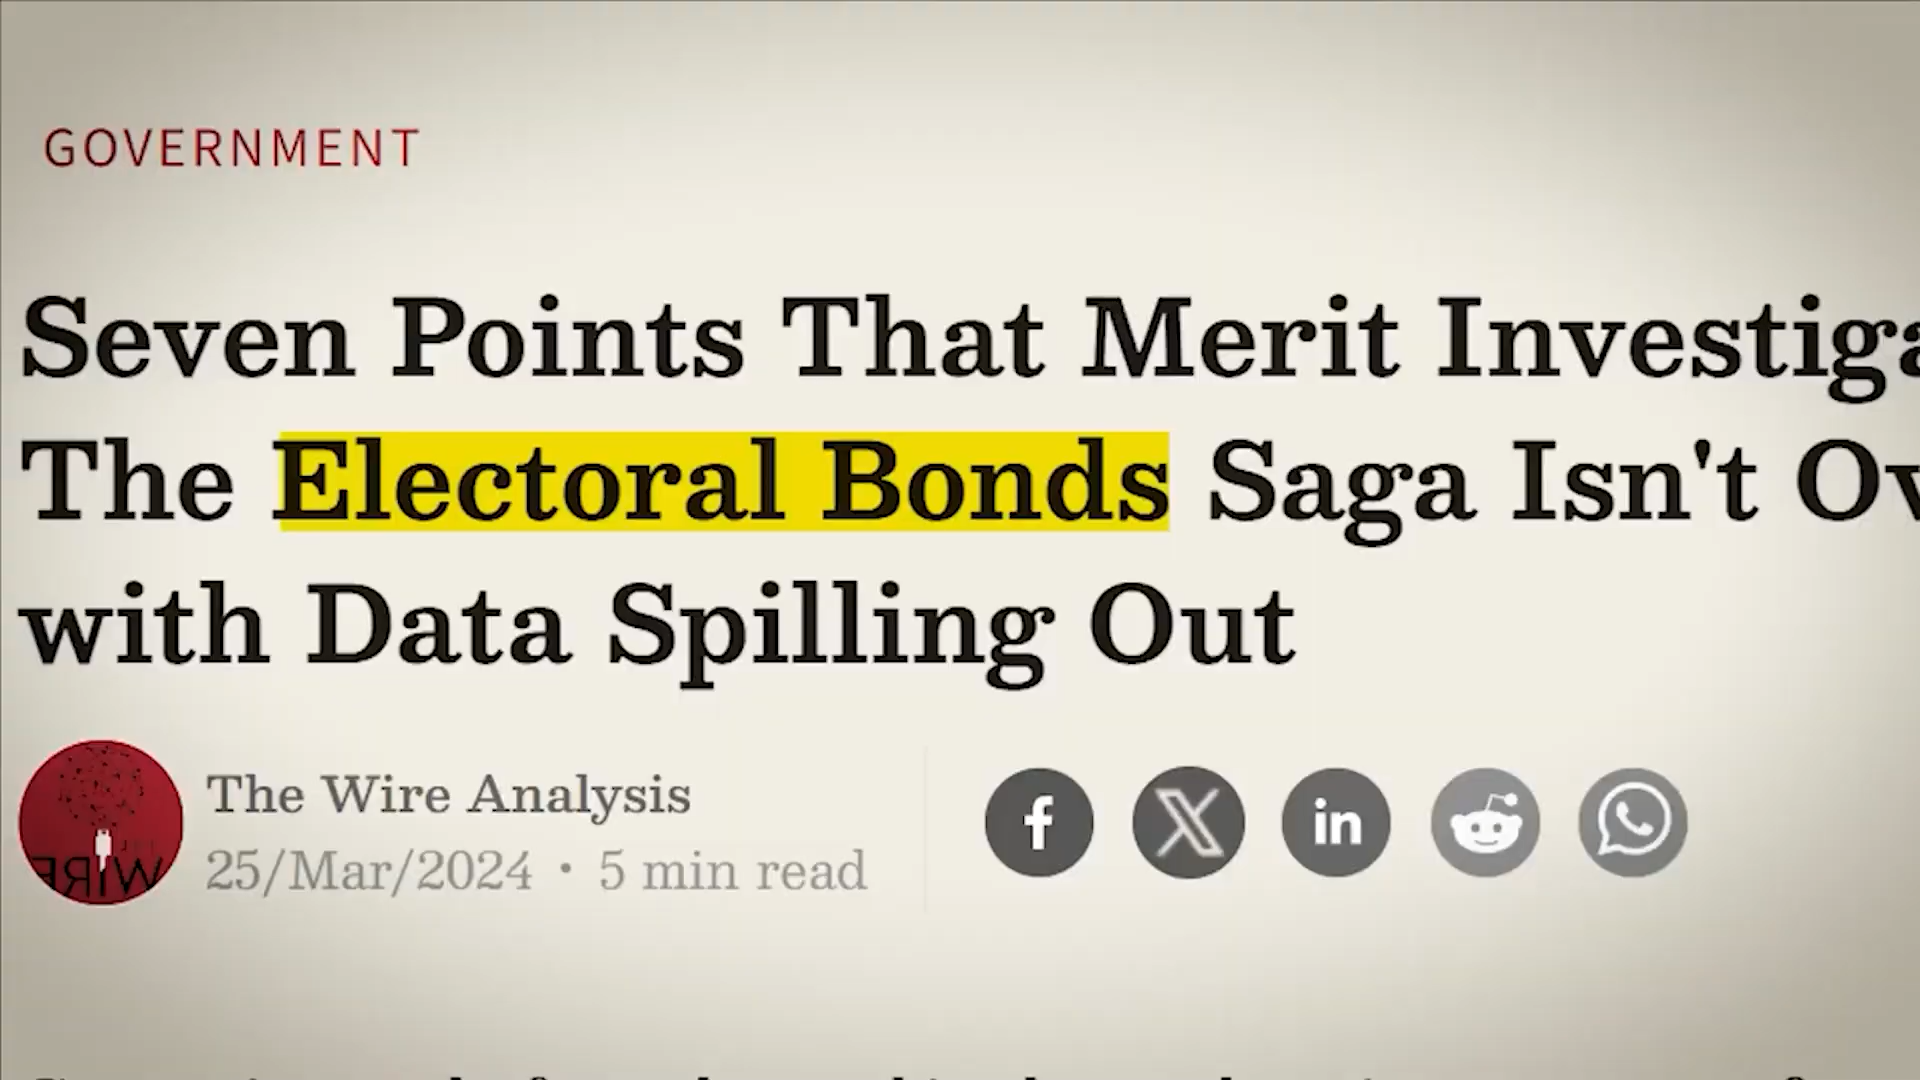 GOVERNMENT
Seven Points That Merit Investiga
The Electoral Bonds Saga Isn't Ov
with Data Spilling Out
The Wire Analysis
25/Mar/2024 • 5 min read
WIRE